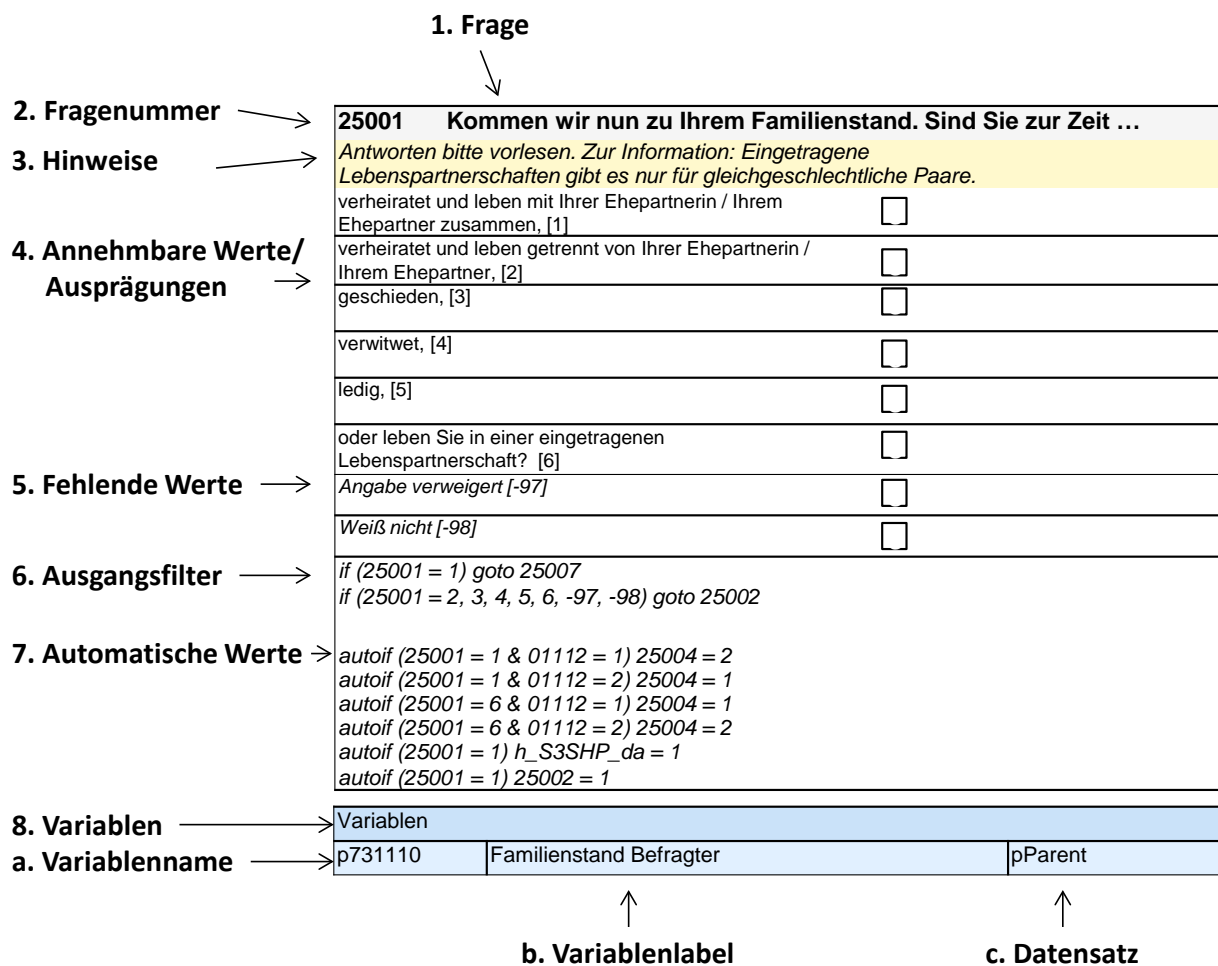 1. Frage
2. Fragenummer
25001 Kommen wir nun zu Ihrem Familienstand. Sind Sie zur Zeit …
3. Hinweise
Antworten bitte vorlesen. Zur Information: Eingetragene
Lebenspartnerschaften gibt es nur für gleichgeschlechtliche Paare.
4. Annehmbare Werte/
Ausprägungen
verheiratet und leben mit Ihrer Ehepartnerin / Ihrem
Ehepartner zusammen, [1]
verheiratet und leben getrennt von Ihrer Ehepartnerin /
Ihrem Ehepartner, [2]
geschieden, [3]
verwitwet, [4]
ledig, [5]
oder leben Sie in einer eingetragenen
Lebenspartnerschaft? [6]
5. Fehlende Werte
Angabe verweigert [-97]
Weiß nicht [-98]
6. Ausgangsfilter
if (25001 = 1) goto 25007
if (25001 = 2, 3, 4, 5, 6, -97, -98) goto 25002
7. Automatische Werte
autoif (25001 = 1 & 01112 = 1) 25004 = 2
autoif (25001 = 1 & 01112 = 2) 25004 = 1
autoif (25001 = 6 & 01112 = 1) 25004 = 1
autoif (25001 = 6 & 01112 = 2) 25004 = 2
autoif (25001 = 1) h_S3SHP_da = 1
autoif (25001 = 1) 25002 = 1
8. Variablen
Variablen
a. Variablenname
p731110 Familienstand Befragter pParent
b. Variablenlabel c. Datensatz